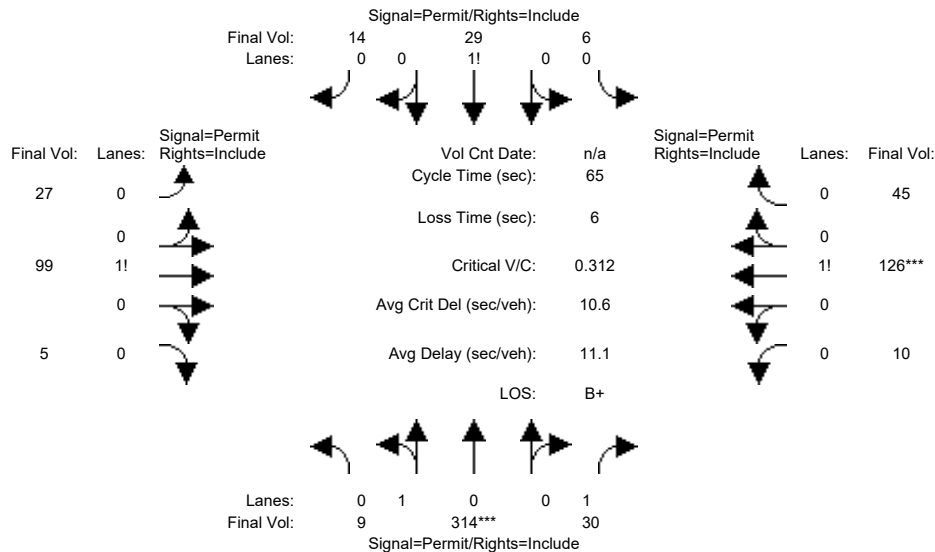 Signal=Permit/Rights=Include
Final Vol: 14 29 6
Lanes: 0 0 1! 0 0
Signal=Permit Signal=Permit
Final Vol: Lanes: Rights=Include Vol Cnt Date: n/a Rights=Include Lanes: Final Vol:
Cycle Time (sec): 65
27 0 0 45
Loss Time (sec): 6
0 0
99 1! Critical V/C: 0.312 1! 126***
0 Avg Crit Del (sec/veh): 10.6 0
5 0 Avg Delay (sec/veh): 11.1 0 10
LOS: B+
Lanes: 0 1 0 0 1
Final Vol: 9 314*** 30
Signal=Permit/Rights=Include